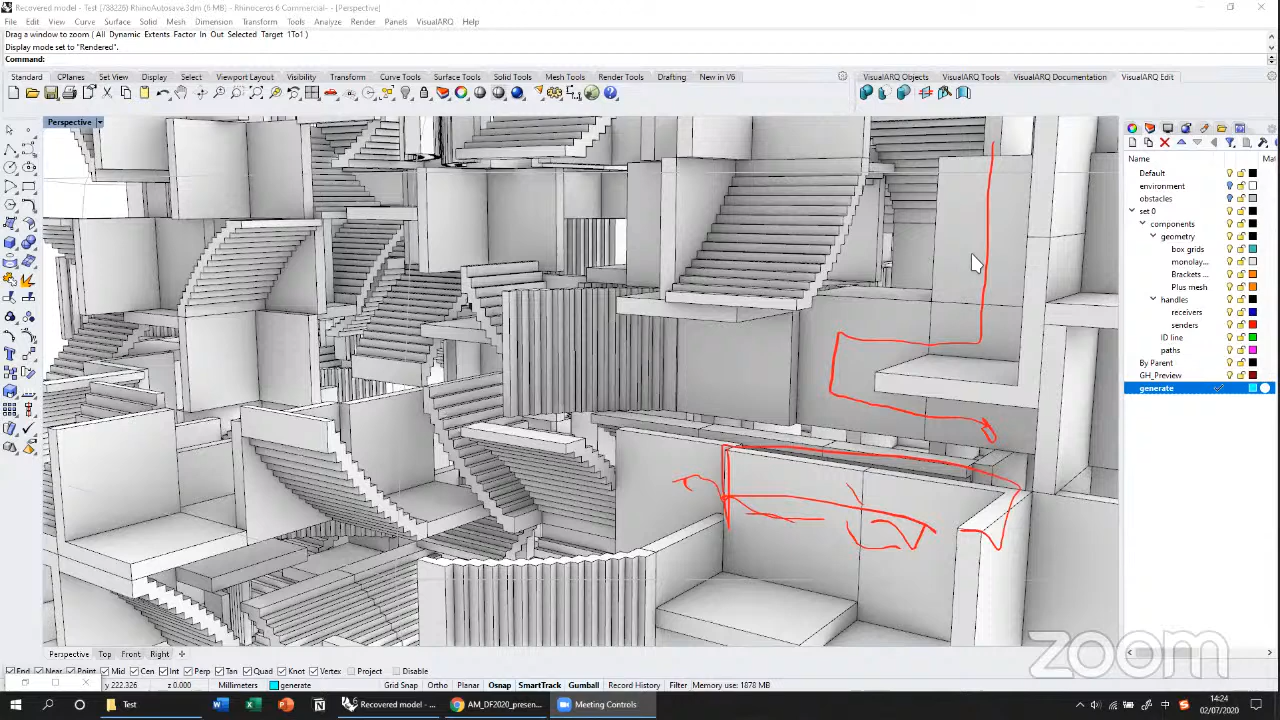 Recovered model - Test [788226] RhinoAutosave.3dm (6 MB) - Rhinoceros 6 Commercial- - [Perspective]
File Edit View Curve Surface Solid Mesh Dimension Transform Tools Analyze Render Panels VisualARQ Help
Drag a window to zoom ( All Dynamic Extents Factor In Out Selected Target 1To1 )
Display mode set to "Rendered".
Command:
Standard CPlanes Set View Display Select Viewport Layout Visibility Transform Curve Tools Surface Tools Solid Tools Mesh Tools Render Tools Drafting New in V6 VisualARQ Objects VisualARQ Tools VisualARQ Documentation VisualARQ Edit
Perspective
Name Mat
Default
environment
obstacles
set 0
components
geometry
box grids
monolay...
Brackets ...
Plus mesh
handles
receivers
senders
ID line
paths
By Parent
GH_Preview
generate
zoom
Perspective Top Front Right
End Near Point Mid Cen Int Perp Tan Quad Knot Vertex Project Disable
y 222.326 z 0.000 Millimeters generate Grid Snap Ortho Planar Osnap SmartTrack Gumball Record History Filter Memory use: 1878 MB
Test Recovered model - ... AM_DF2020_presen... Meeting Controls
14:24
02/07/2020